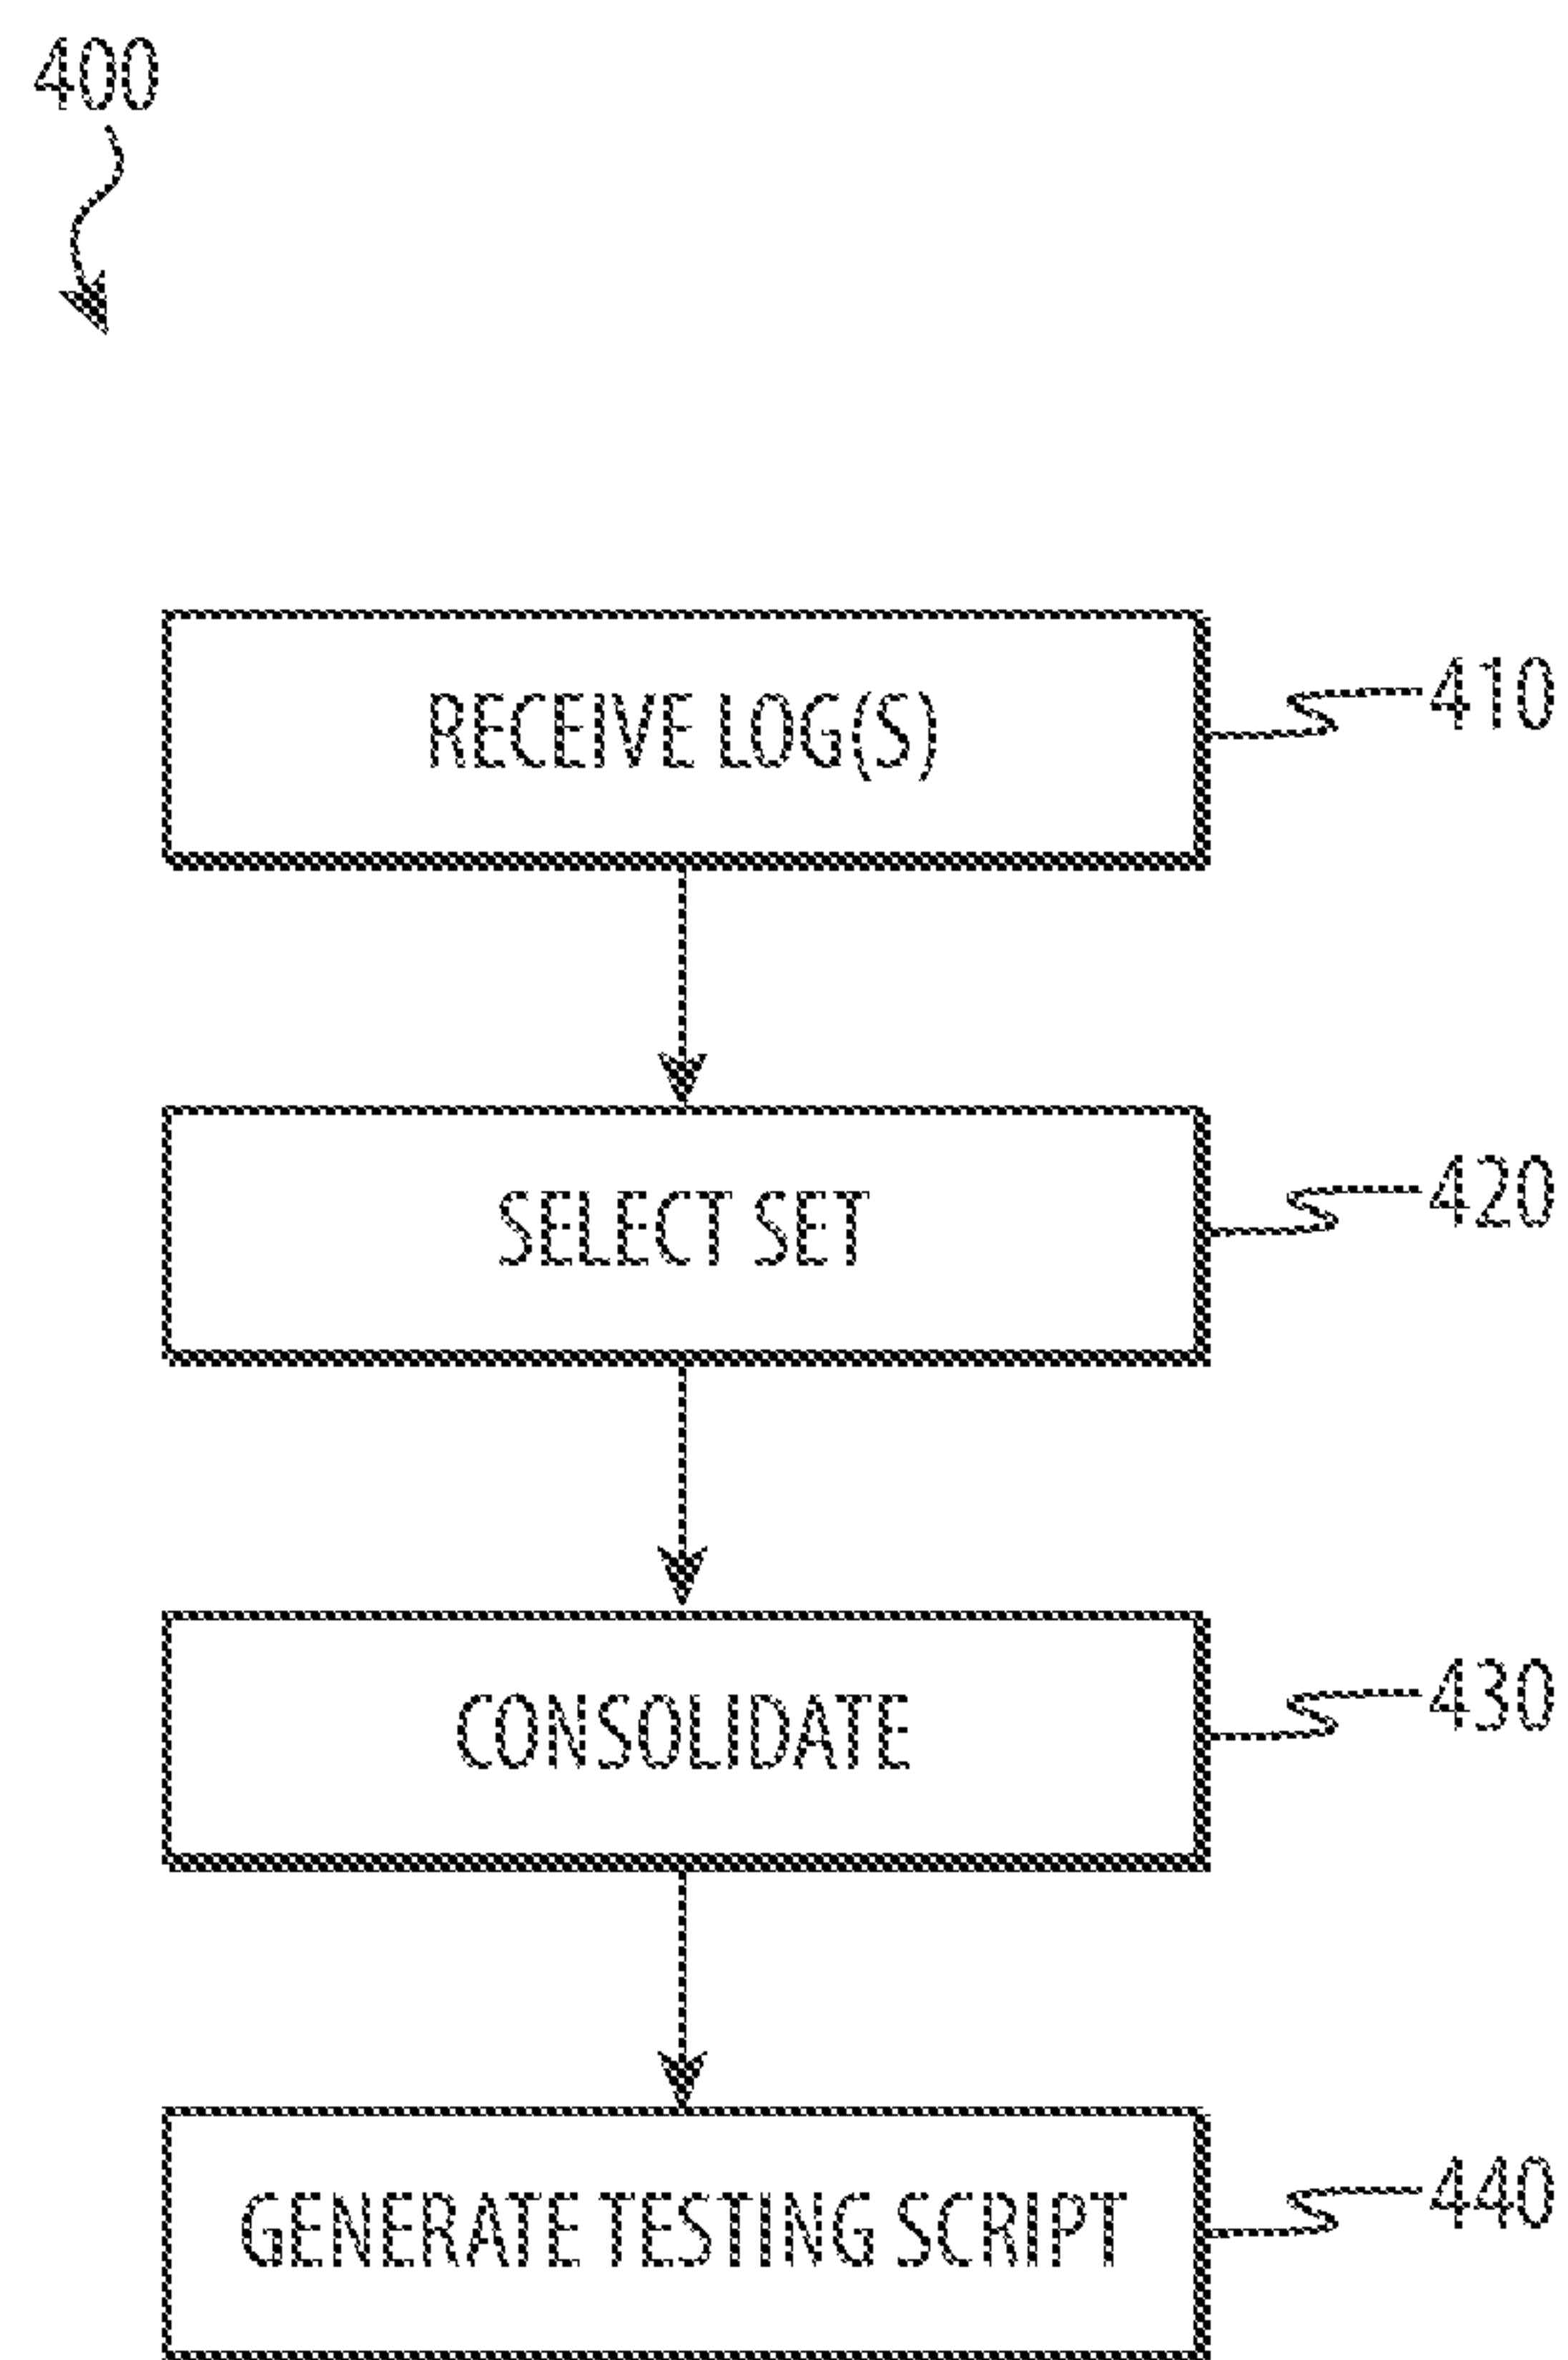 400
RECEIVE LOG(S)
410
SELECT SET
420
CONSOLIDATE
430
GENERATE TESTING SCRIPT
440